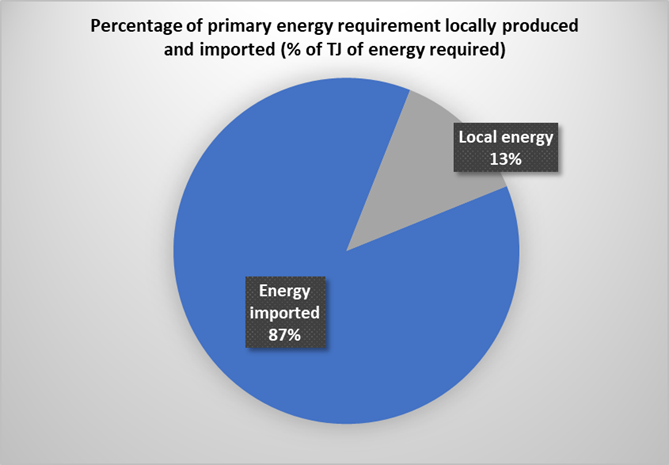 Percentage of primary energy requirement locally produced
and imported (% of TJ of energy required)
Local energy
13%
Energy
imported
87%